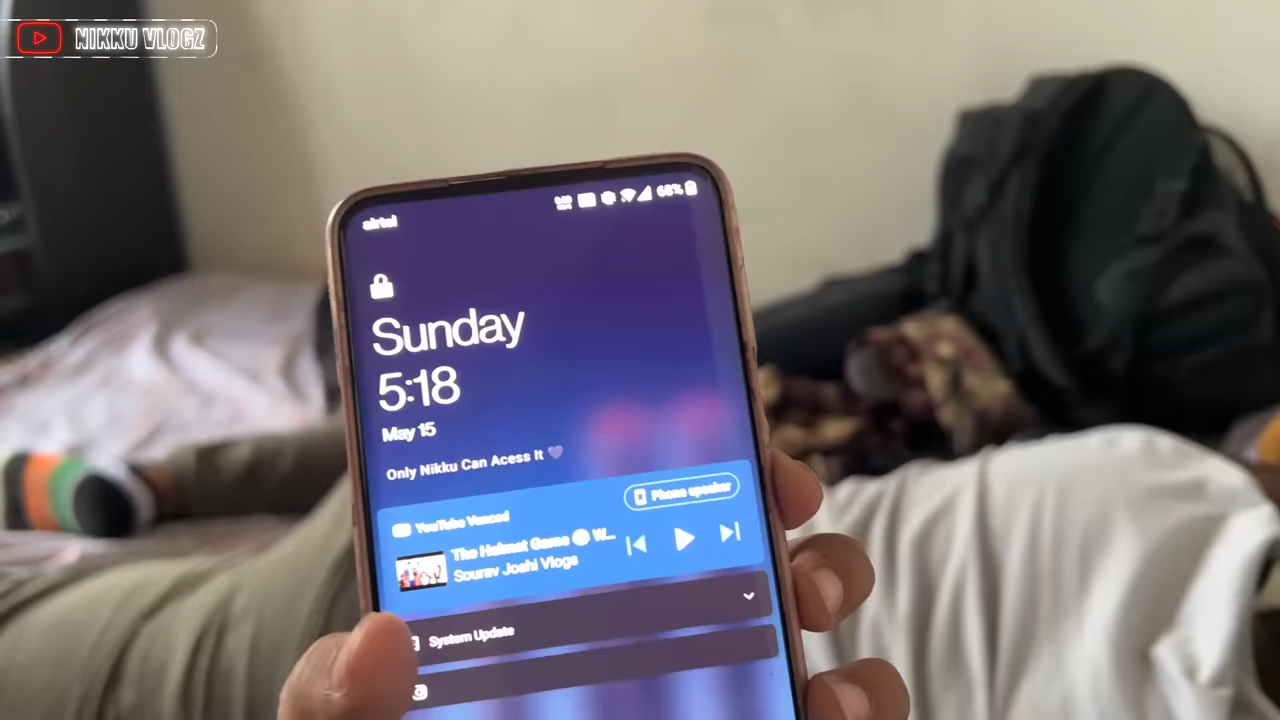 NIKKU VLOGZ
airtel
68%
Sunday
5:18
May 15
Only Nikku Can Acess It 🖤
Phone speaker
YouTube Vanced
The Helmet Game 😳 W...
Sourav Joshi Vlogs
System Update